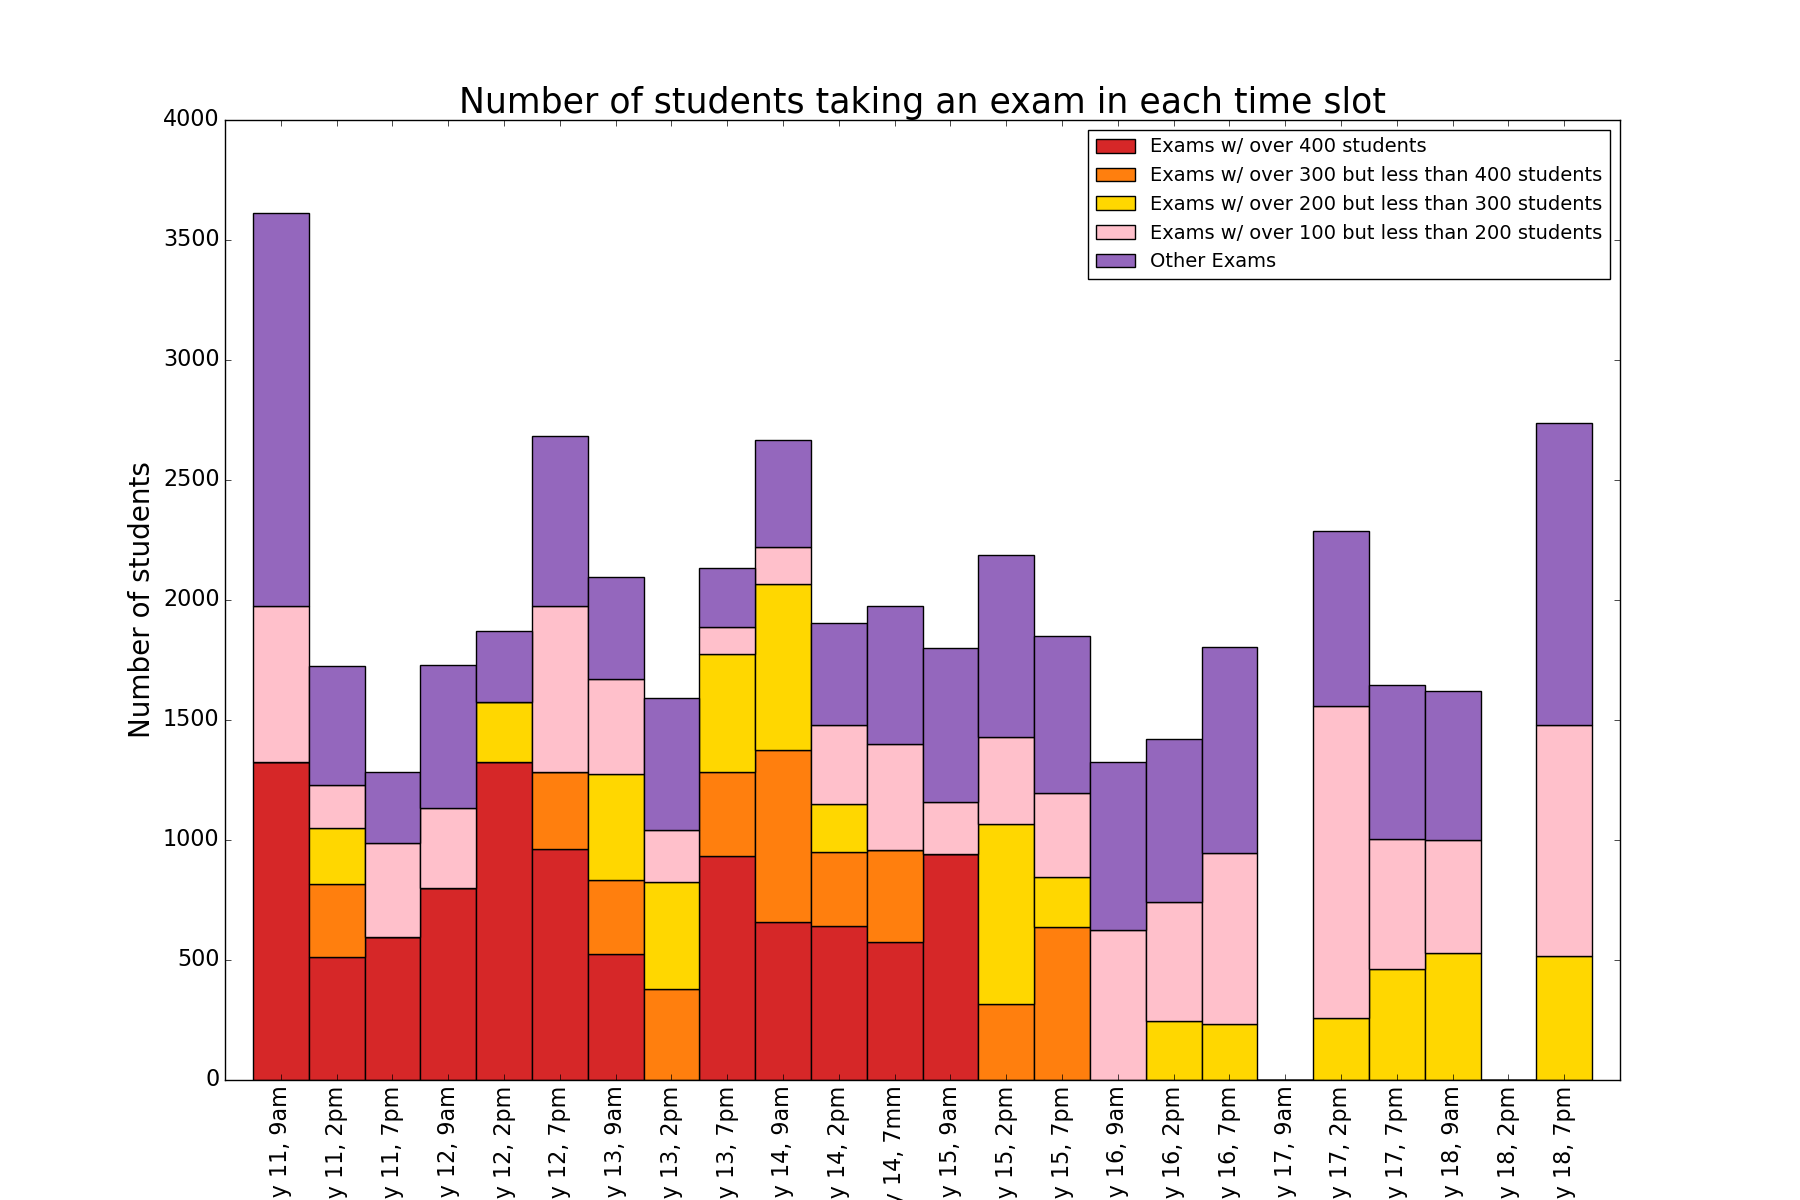 Number of students taking an exam in each time slot
Number of students
4000
3500
3000
2500
2000
1500
1000
500
0
Exams w/ over 400 students
Exams w/ over 300 but less than 400 students
Exams w/ over 200 but less than 300 students
Exams w/ over 100 but less than 200 students
Other Exams
y 11, 9am
y 11, 2pm
y 11, 7pm
y 12, 9am
y 12, 2pm
y 12, 7pm
y 13, 9am
y 13, 2pm
y 13, 7pm
y 14, 9am
y 14, 2pm
y 14, 7mm
y 15, 9am
y 15, 2pm
y 15, 7pm
y 16, 9am
y 16, 2pm
y 16, 7pm
y 17, 9am
y 17, 2pm
y 17, 7pm
y 18, 9am
y 18, 2pm
y 18, 7pm